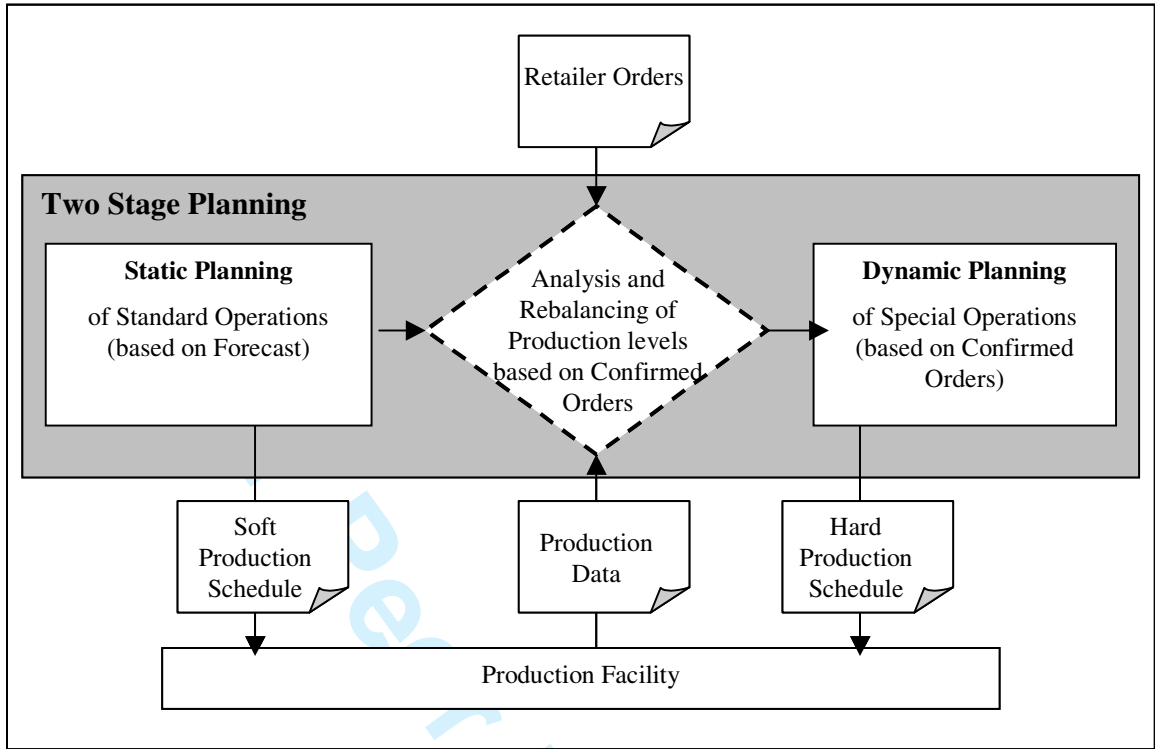 Retailer Orders
Two Stage Planning
Static Planning
of Standard Operations
(based on Forecast)
Analysis and
Rebalancing of
Production levels
based on Confirmed
Orders
Dynamic Planning
of Special Operations
(based on Confirmed
Orders)
Soft
Production
Schedule
Production
Data
Hard
Production
Schedule
Production Facility